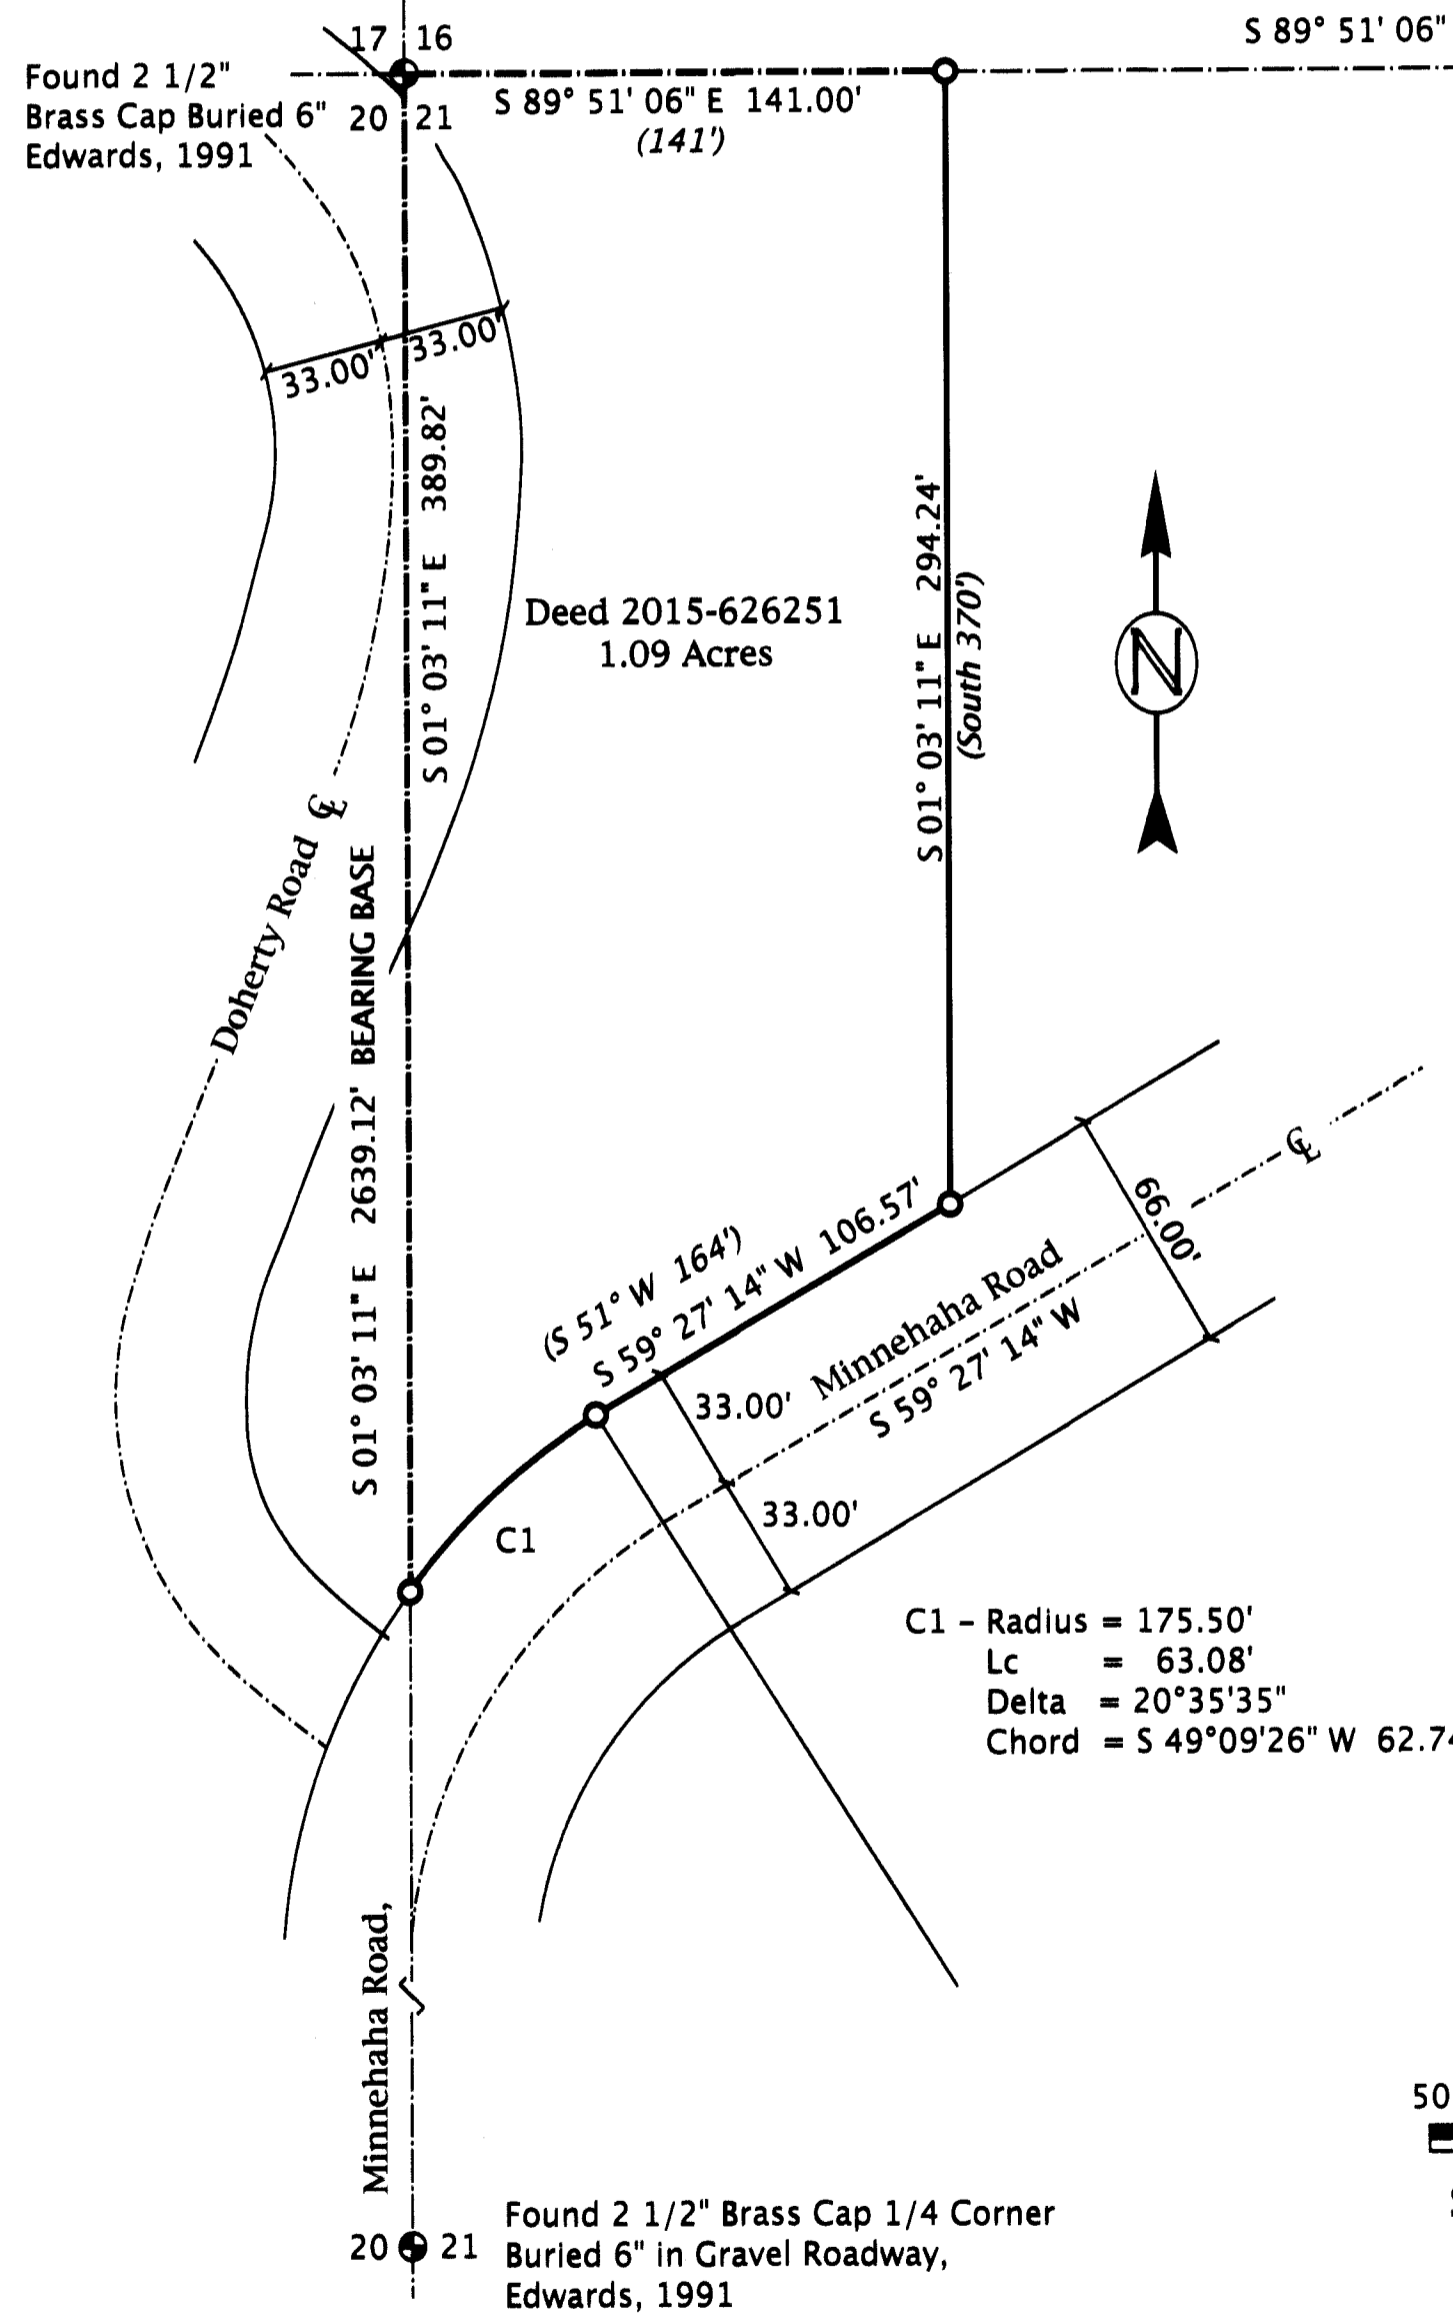 17 16
S 89° 51' 06"
Found 2 1/2"
Brass Cap Buried 6"
Edwards, 1991
20 21
S 89° 51' 06" E 141.00'
(141')
33.00'
33.00'
S 01° 03' 11" E 389.82'
S 01° 03' 11" E 294.24'
(South 370')
Deed 2015-626251
1.09 Acres
N
Doherty Road ℄
S 01° 03' 11" E 2639.12' BEARING BASE
(S 51° W 164')
S 59° 27' 14" W 106.57'
66.00'
℄
Minnehaha Road
S 59° 27' 14" W
33.00'
33.00'
C1
C1 – Radius = 175.50'
Lc = 63.08'
Delta = 20°35'35"
Chord = S 49°09'26" W 62.74
Minnehaha Road,
50
20 21
Found 2 1/2" Brass Cap 1/4 Corner
Buried 6" in Gravel Roadway,
Edwards, 1991